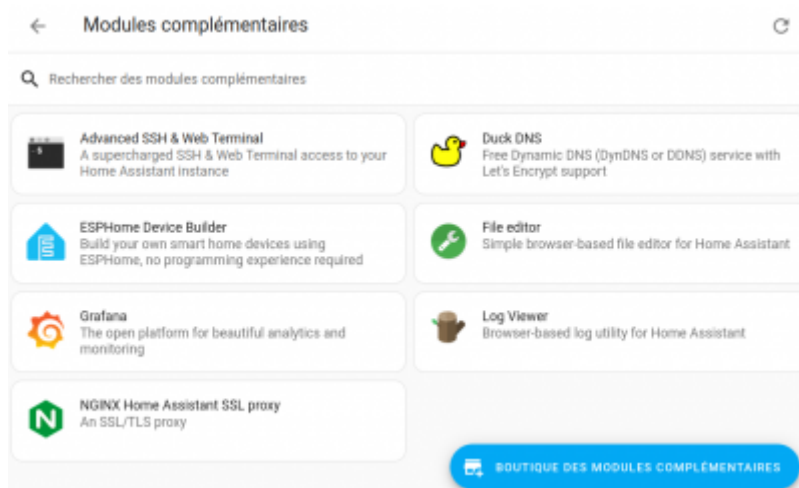 Modules complémentaires
Rechercher des modules complémentaires
Advanced SSH & Web Terminal
A supercharged SSH & Web Terminal access to your
Home Assistant instance
Duck DNS
Free Dynamic DNS (DynDNS or DDNS) service with
Let's Encrypt support
ESPHome Device Builder
Build your own smart home devices using
ESPHome, no programming experience required
File editor
Simple browser-based file editor for Home Assistant
Grafana
The open platform for beautiful analytics and
monitoring
Log Viewer
Browser-based log utility for Home Assistant
NGINX Home Assistant SSL proxy
An SSL/TLS proxy
BOUTIQUE DES MODULES COMPLÉMENTAIRES